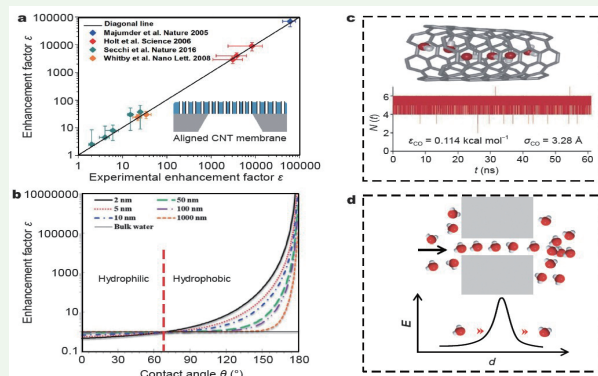 a
Diagonal line
Majumder et al. Nature 2005
Holt et al. Science 2006
Secchi et al. Nature 2016
Whitby et al. Nano Lett. 2008
Enhancement factor ε
100000
10000
1000
100
10
1
Aligned CNT membrane
1 10 100 1000 10000 100000
Experimental enhancement factor ε
b
Enhancement factor ε
10000000
100000
1000
10
0.1
2 nm
5 nm
10 nm
Bulk water
50 nm
100 nm
1000 nm
Hydrophilic
Hydrophobic
0 30 60 90 120 150 180
Contact angle θ (°)
c
N(t)
6
4
2
0
εCO = 0.114 kcal mol⁻¹ σCO = 3.28 Å
0 10 20 30 40 50 60
t (ns)
d
E
»
»
d